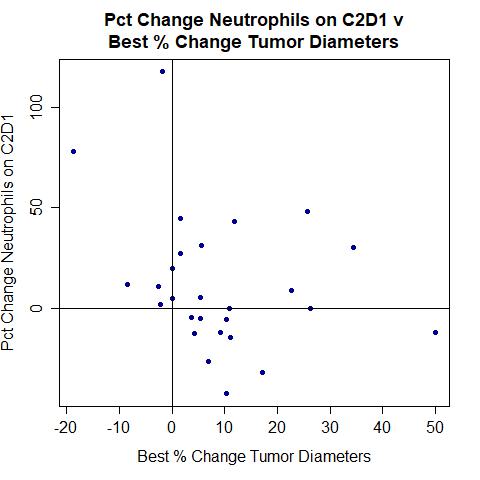 Pct Change Neutrophils on C2D1 v
Best % Change Tumor Diameters
Pct Change Neutrophils on C2D1
100
50
0
-20 -10 0 10 20 30 40 50
Best % Change Tumor Diameters